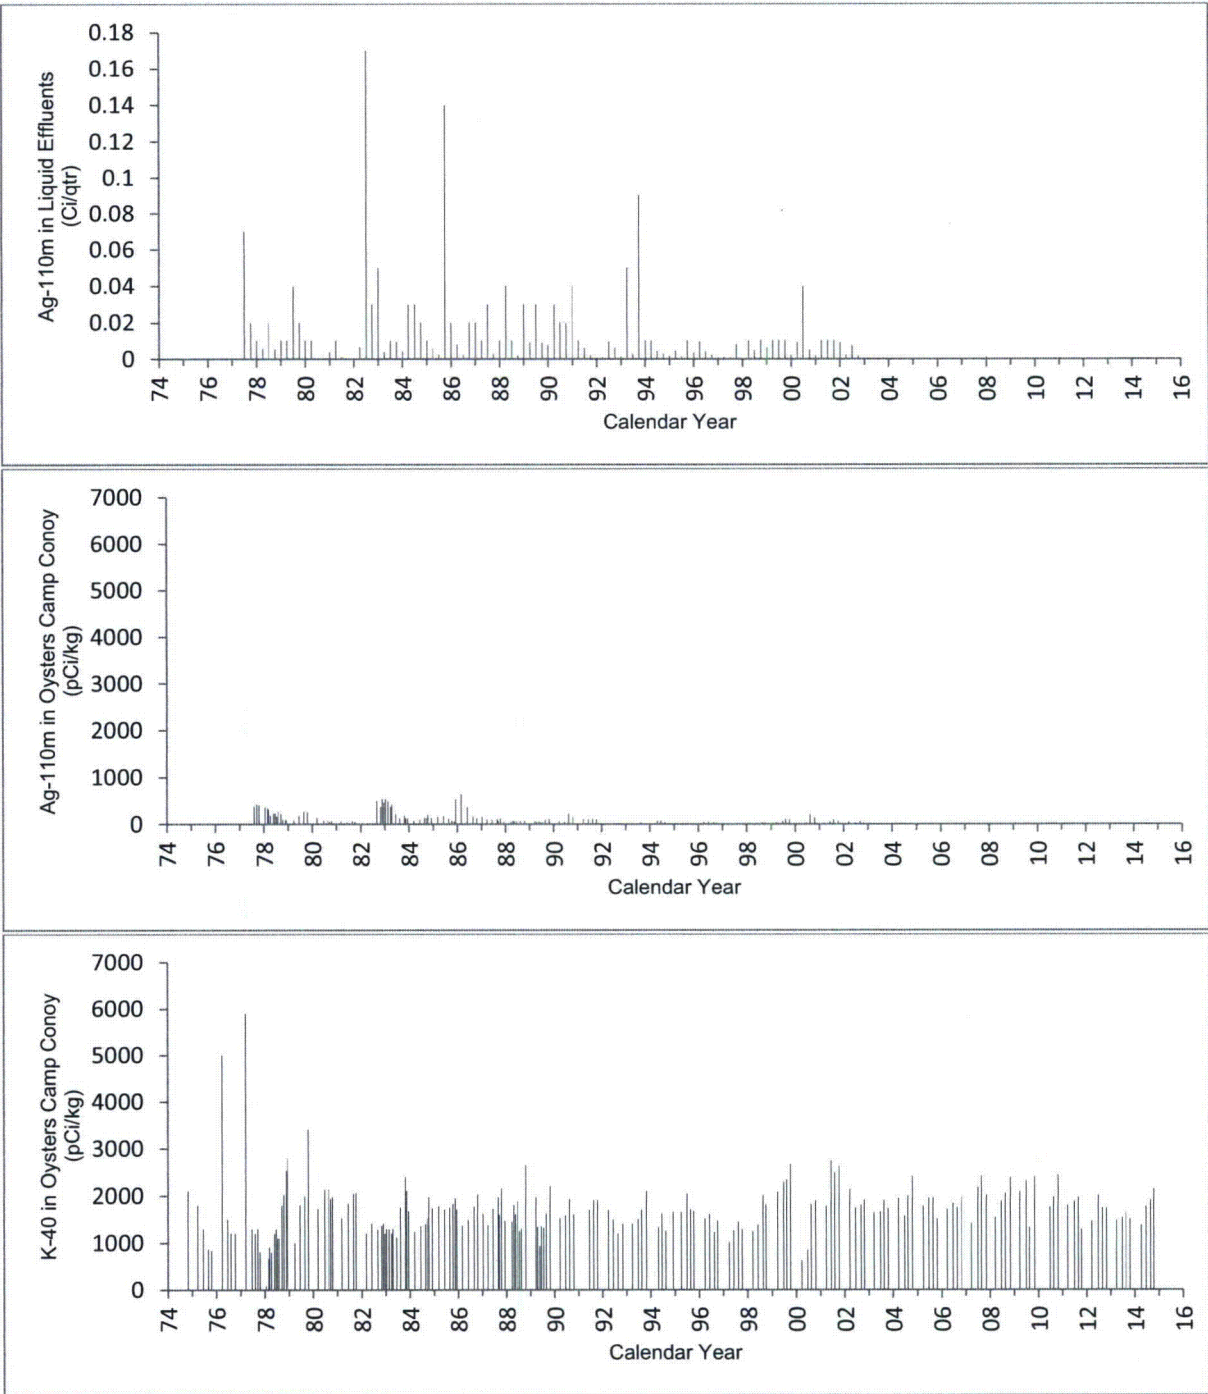 Ag-110m in Liquid Effluents
(Ci/qtr)
0.18
0.16
0.14
0.12
0.1
0.08
0.06
0.04
0.02
0
74 76 78 80 82 84 86 88 90 92 94 96 98 00 02 04 06 08 10 12 14 16
Calendar Year
Ag-110m in Oysters Camp Conoy
(pCi/kg)
7000
6000
5000
4000
3000
2000
1000
0
74 76 78 80 82 84 86 88 90 92 94 96 98 00 02 04 06 08 10 12 14 16
Calendar Year
K-40 in Oysters Camp Conoy
(pCi/kg)
7000
6000
5000
4000
3000
2000
1000
0
74 76 78 80 82 84 86 88 90 92 94 96 98 00 02 04 06 08 10 12 14 16
Calendar Year